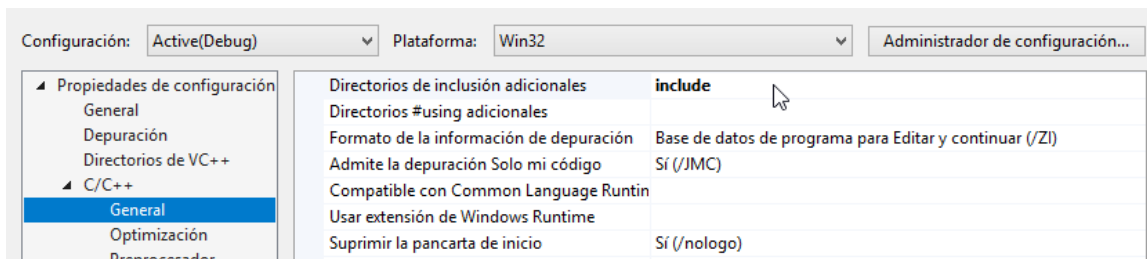 Configuración: Active(Debug) Plataforma: Win32 Administrador de configuración...
Propiedades de configuración
General
Depuración
Directorios de VC++
C/C++
General
Optimización
Preprocesador
Directorios de inclusión adicionales include
Directorios #using adicionales
Formato de la información de depuración Base de datos de programa para Editar y continuar (/ZI)
Admite la depuración Solo mi código Sí (/JMC)
Compatible con Common Language Runtin
Usar extensión de Windows Runtime
Suprimir la pancarta de inicio Sí (/nologo)